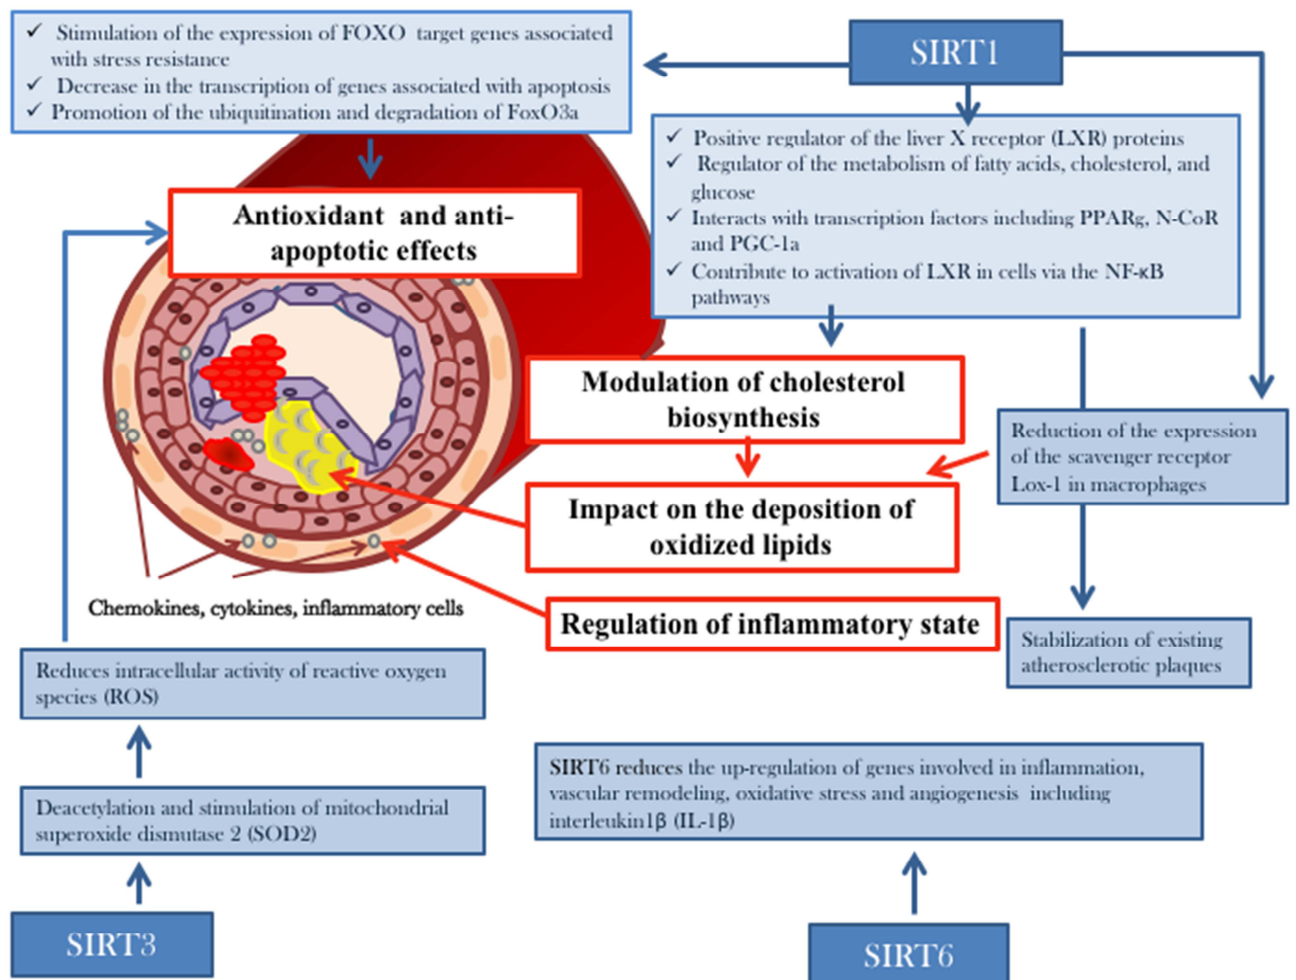 ✓ Stimulation of the expression of FOXO target genes associated
with stress resistance
✓ Decrease in the transcription of genes associated with apoptosis
✓ Promotion of the ubiquitination and degradation of FoxO3a
SIRT1
✓ Positive regulator of the liver X receptor (LXR) proteins
✓ Regulator of the metabolism of fatty acids, cholesterol, and
glucose
✓ Interacts with transcription factors including PPARg, N-CoR
and PGC-1a
✓ Contribute to activation of LXR in cells via the NF-κB
pathways
Antioxidant and anti-
apoptotic effects
Modulation of cholesterol
biosynthesis
Reduction of the expression
of the scavenger receptor
Lox-1 in macrophages
Impact on the deposition of
oxidized lipids
Chemokines, cytokines, inflammatory cells
Regulation of inflammatory state
Stabilization of existing
atherosclerotic plaques
Reduces intracellular activity of reactive oxygen
species (ROS)
Deacetylation and stimulation of mitochondrial
superoxide dismutase 2 (SOD2)
SIRT3
SIRT6 reduces the up-regulation of genes involved in inflammation,
vascular remodeling, oxidative stress and angiogenesis including
interleukin1β (IL-1β)
SIRT6